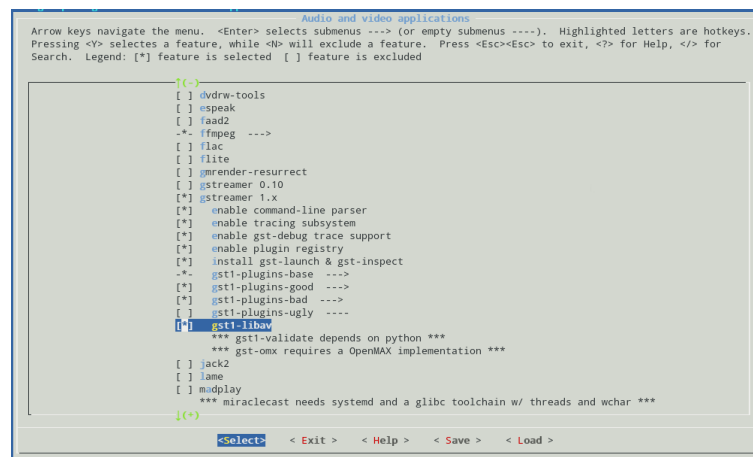 Audio and video applications
Arrow keys navigate the menu.  <Enter> selects submenus ---> (or empty submenus ----).  Highlighted letters are hotkeys.
Pressing <Y> selectes a feature, while <N> will exclude a feature.  Press <Esc><Esc> to exit, <?> for Help, </> for
Search.  Legend: [*] feature is selected  [ ] feature is excluded
↑(-)
[ ] dvdrw-tools
[ ] espeak
[ ] faad2
-*- ffmpeg  --->
[ ] flac
[ ] flite
[ ] gmrender-resurrect
[ ] gstreamer 0.10
[*] gstreamer 1.x
[*]   enable command-line parser
[*]   enable tracing subsystem
[*]   enable gst-debug trace support
[*]   enable plugin registry
[*]   install gst-launch & gst-inspect
-*-   gst1-plugins-base  --->
[*]   gst1-plugins-good  --->
[*]   gst1-plugins-bad  --->
[ ]   gst1-plugins-ugly  ----
[*]   gst1-libav
*** gst1-validate depends on python ***
*** gst-omx requires a OpenMAX implementation ***
[ ] jack2
[ ] lame
[ ] madplay
*** miraclecast needs systemd and a glibc toolchain w/ threads and wchar ***
↓(+)
<Select>    < Exit >    < Help >    < Save >    < Load >